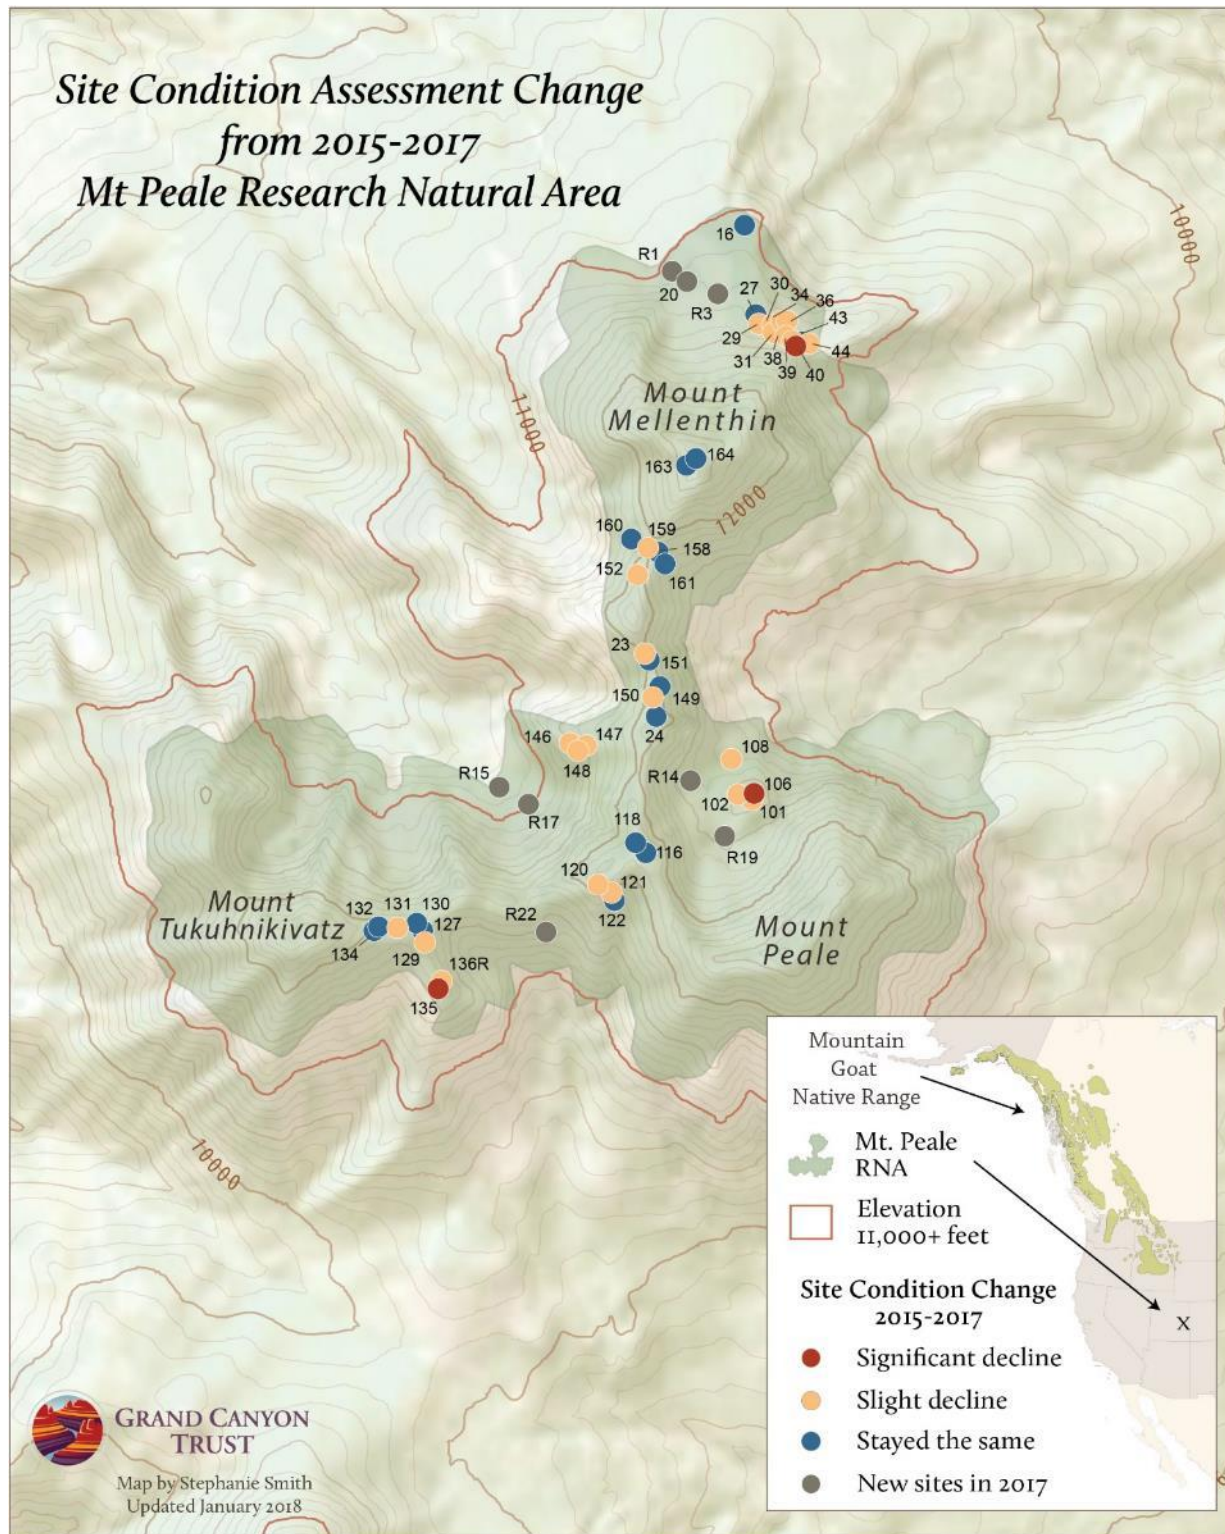 Site Condition Assessment Change
from 2015-2017
Mt Peale Research Natural Area
10000
16
R1
20
R3
27
30
34
36
43
29
31
38
39
40
44
Mount
Mellenthin
11000
163
164
12000
160
159
158
152
161
23
151
150
149
24
146
147
148
108
R15
R14
106
R17
102
101
118
R19
116
120
121
122
Mount
Tukuhnikivatz
132
131
130
127
R22
134
129
136R
135
Mount
Peale
10000
Mountain
Goat
Native Range
Mt. Peale
RNA
Elevation
11,000+ feet
X
Site Condition Change
2015-2017
Significant decline
Slight decline
Stayed the same
New sites in 2017
GRAND CANYON
TRUST
Map by Stephanie Smith
Updated January 2018